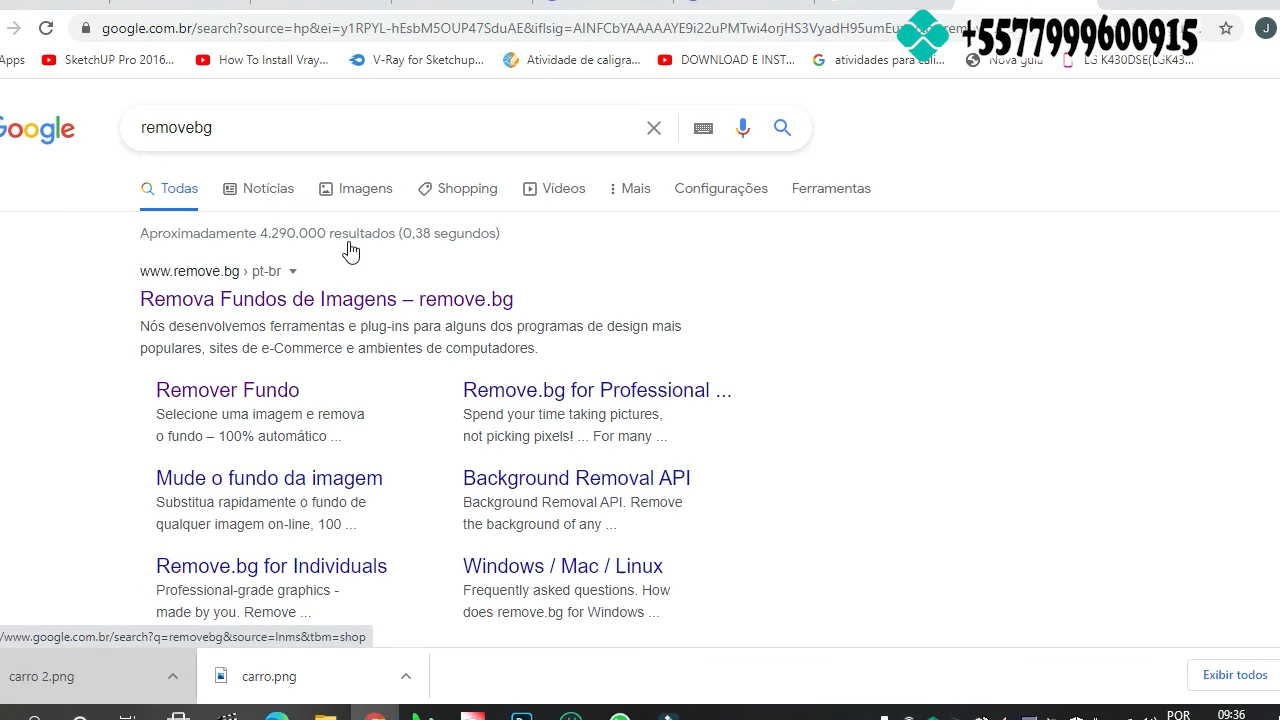 google.com.br/search?source=hp&ei=y1RPYL-hEsbM5OUP47SduAE&iflsig=AINFCbYAAAAAYE9i22uPMTwi4orjHS3VyadH95umEu
+5577999600915
J
Apps
SketchUP Pro 2016...
How To Install Vray...
V-Ray for Sketchup...
Atividade de caligra...
DOWNLOAD E INST...
atividades para cali...
Nova guia
LG K430DSE(LGK43...
Google
removebg
Todas
Notícias
Imagens
Shopping
Vídeos
Mais
Configurações
Ferramentas
Aproximadamente 4.290.000 resultados (0,38 segundos)
www.remove.bg › pt-br
Remova Fundos de Imagens – remove.bg
Nós desenvolvemos ferramentas e plug-ins para alguns dos programas de design mais
populares, sites de e-Commerce e ambientes de computadores.
Remover Fundo
Selecione uma imagem e remova
o fundo – 100% automático ...
Remove.bg for Professional ...
Spend your time taking pictures,
not picking pixels! ... For many ...
Mude o fundo da imagem
Substitua rapidamente o fundo de
qualquer imagem on-line, 100 ...
Background Removal API
Background Removal API. Remove
the background of any ...
Remove.bg for Individuals
Professional-grade graphics -
made by you. Remove ...
Windows / Mac / Linux
Frequently asked questions. How
does remove.bg for Windows ...
/www.google.com.br/search?q=removebg&source=lnms&tbm=shop
carro 2.png
carro.png
Exibir todos
POR
09:36